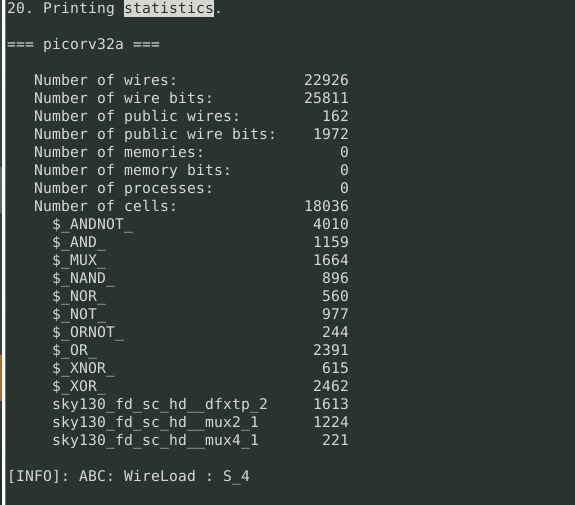 20. Printing statistics.
=== picorv32a ===
Number of wires: 22926
Number of wire bits: 25811
Number of public wires: 162
Number of public wire bits: 1972
Number of memories: 0
Number of memory bits: 0
Number of processes: 0
Number of cells: 18036
$_ANDNOT_ 4010
$_AND_ 1159
$_MUX_ 1664
$_NAND_ 896
$_NOR_ 560
$_NOT_ 977
$_ORNOT_ 244
$_OR_ 2391
$_XNOR_ 615
$_XOR_ 2462
sky130_fd_sc_hd__dfxtp_2 1613
sky130_fd_sc_hd__mux2_1 1224
sky130_fd_sc_hd__mux4_1 221
[INFO]: ABC: WireLoad : S_4